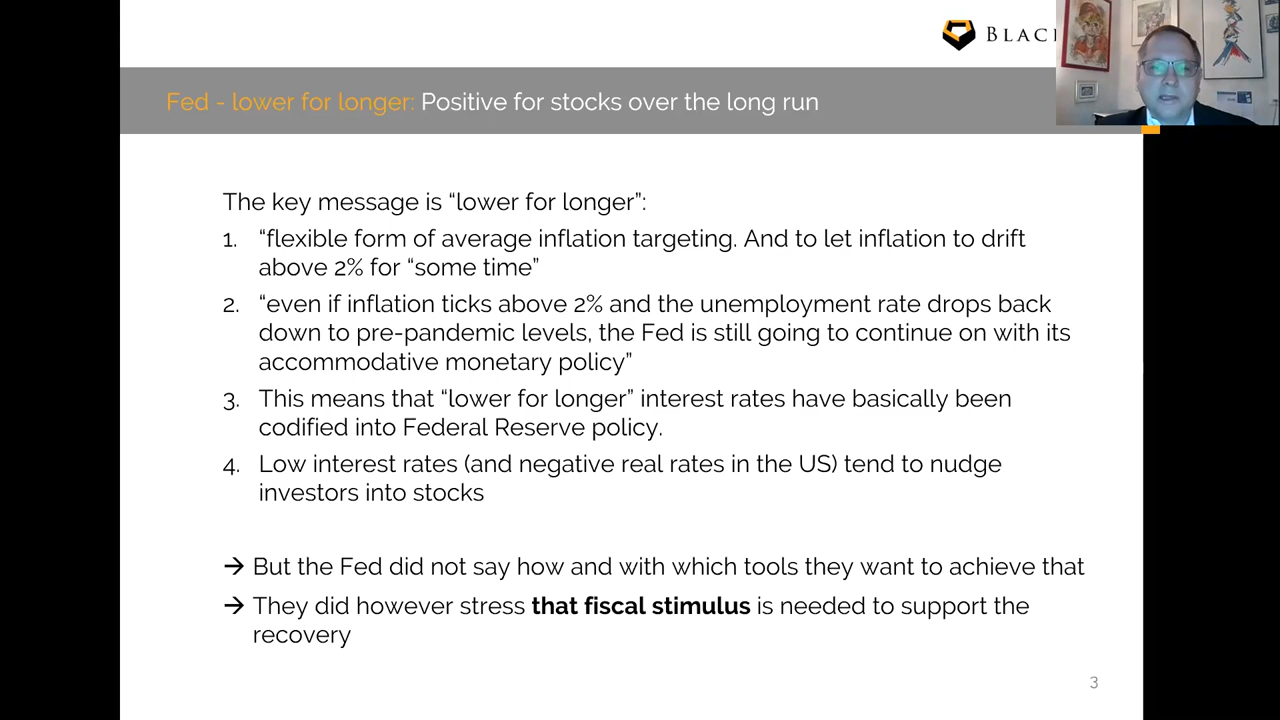 BLACK
Fed - lower for longer: Positive for stocks over the long run
The key message is “lower for longer”:
1. “flexible form of average inflation targeting. And to let inflation to drift
above 2% for “some time”
2. “even if inflation ticks above 2% and the unemployment rate drops back
down to pre-pandemic levels, the Fed is still going to continue on with its
accommodative monetary policy”
3. This means that “lower for longer” interest rates have basically been
codified into Federal Reserve policy.
4. Low interest rates (and negative real rates in the US) tend to nudge
investors into stocks
→ But the Fed did not say how and with which tools they want to achieve that
→ They did however stress that fiscal stimulus is needed to support the
recovery
3